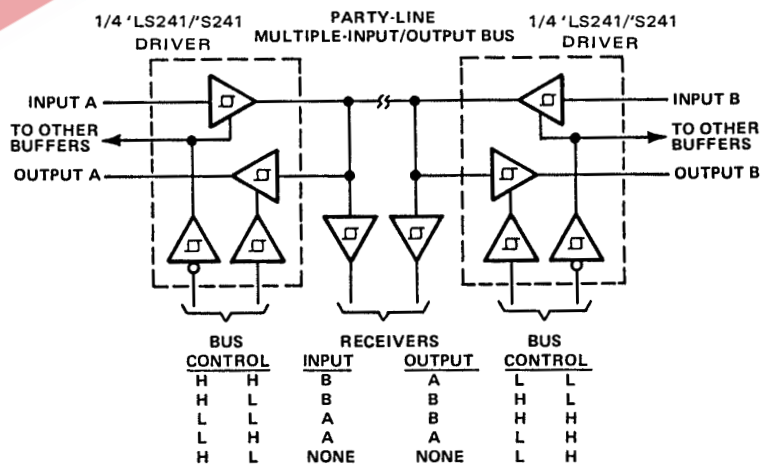 1/4 'LS241/'S241
DRIVER
PARTY-LINE
MULTIPLE-INPUT/OUTPUT BUS
1/4 'LS241/'S241
DRIVER
INPUT A
INPUT B
TO OTHER
BUFFERS
TO OTHER
BUFFERS
OUTPUT A
OUTPUT B
BUS RECEIVERS BUS
CONTROL INPUT OUTPUT CONTROL
H H B A L L
H L B B H L
L L A B H H
L H A A L H
H L NONE NONE L H